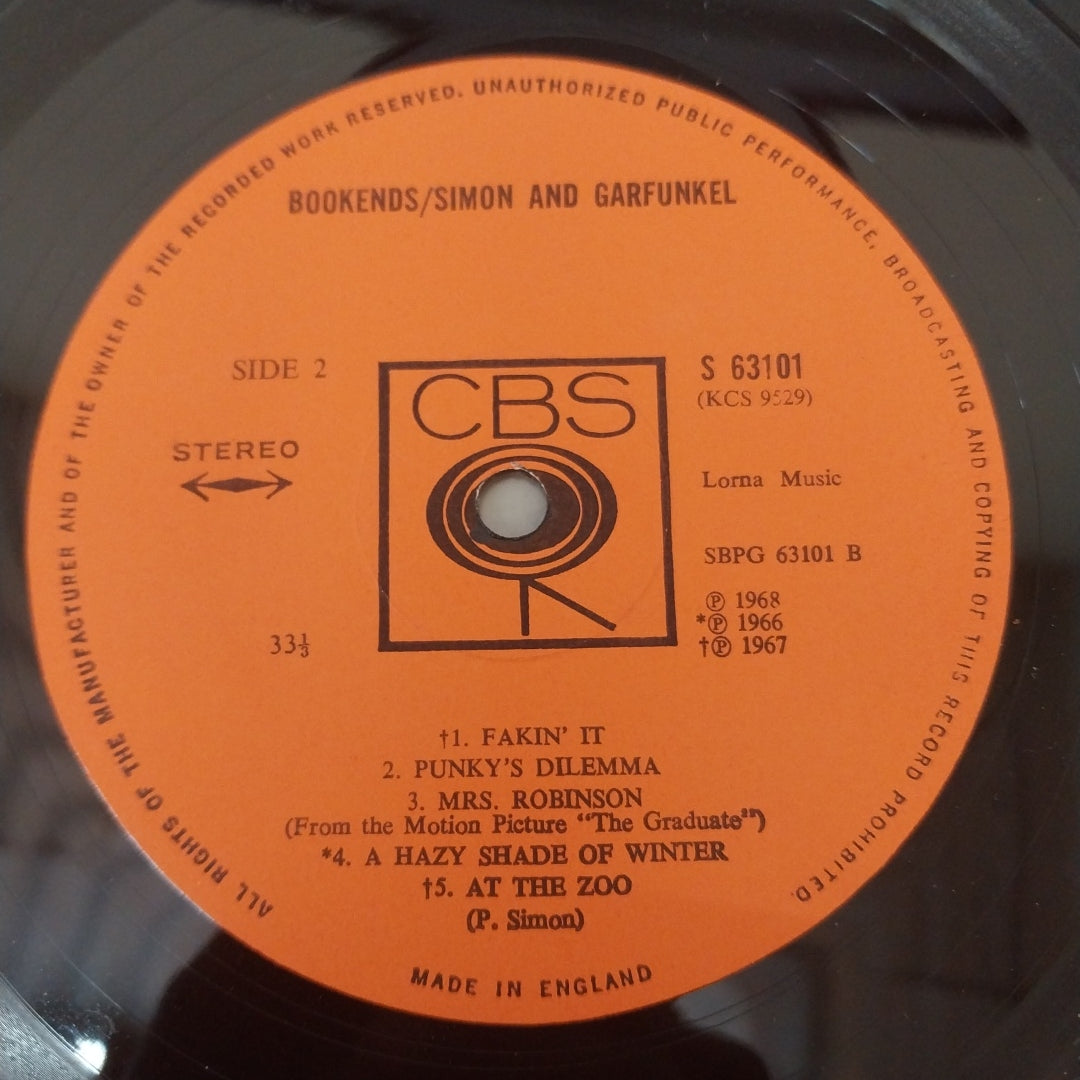 ALL RIGHTS OF THE MANUFACTURER AND OF THE OWNER OF THE RECORDED WORK RESERVED. UNAUTHORIZED PUBLIC PERFORMANCE, BROADCASTING AND COPYING OF THIS RECORD PROHIBITED.
BOOKENDS/SIMON AND GARFUNKEL
SIDE 2
STEREO
33⅓
CBS
S 63101
(KCS 9529)
Lorna Music
SBPG 63101 B
Ⓟ 1968
*Ⓟ 1966
†Ⓟ 1967
†1. FAKIN' IT
2. PUNKY'S DILEMMA
3. MRS. ROBINSON
(From the Motion Picture “The Graduate”)
*4. A HAZY SHADE OF WINTER
†5. AT THE ZOO
(P. Simon)
MADE IN ENGLAND